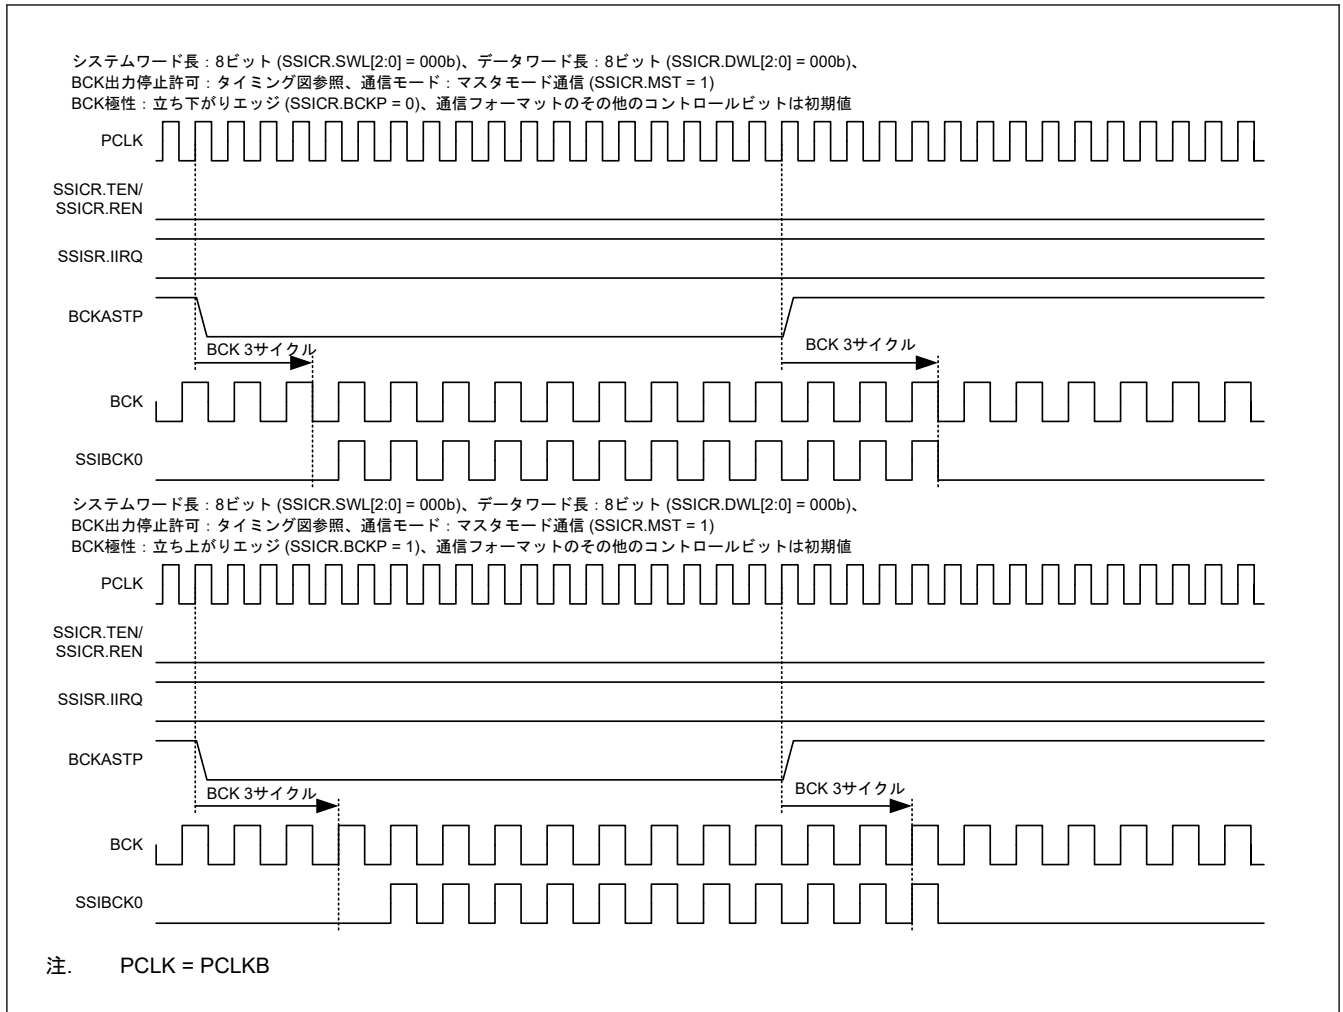 システムワード長：8ビット (SSICR.SWL[2:0] = 000b)、データワード長：8ビット (SSICR.DWL[2:0] = 000b)、
BCK出力停止許可：タイミング図参照、通信モード：マスタモード通信 (SSICR.MST = 1)
BCK極性：立ち下がりエッジ (SSICR.BCKP = 0)、通信フォーマットのその他のコントロールビットは初期値
PCLK
SSICR.TEN/
SSICR.REN
SSISR.IIRQ
BCKASTP
BCK 3サイクル
BCK 3サイクル
BCK
SSIBCK0
システムワード長：8ビット (SSICR.SWL[2:0] = 000b)、データワード長：8ビット (SSICR.DWL[2:0] = 000b)、
BCK出力停止許可：タイミング図参照、通信モード：マスタモード通信 (SSICR.MST = 1)
BCK極性：立ち上がりエッジ (SSICR.BCKP = 1)、通信フォーマットのその他のコントロールビットは初期値
PCLK
SSICR.TEN/
SSICR.REN
SSISR.IIRQ
BCKASTP
BCK 3サイクル
BCK 3サイクル
BCK
SSIBCK0
注. PCLK = PCLKB